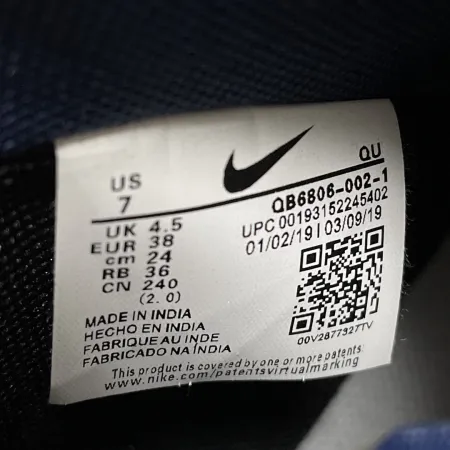 US
7
UK 4.5
EUR 38
cm 24
RB 36
CN 240
(2.0)
QU
QB6806-002-1
UPC 00193152245402
01/02/19 | 03/09/19
00V2877327TV
MADE IN INDIA
HECHO EN INDIA
FABRIQUE AU INDE
FABRICADO NA ÍNDIA
This product is covered by one or more patents
www.nike.com/patentsvirtualmarking